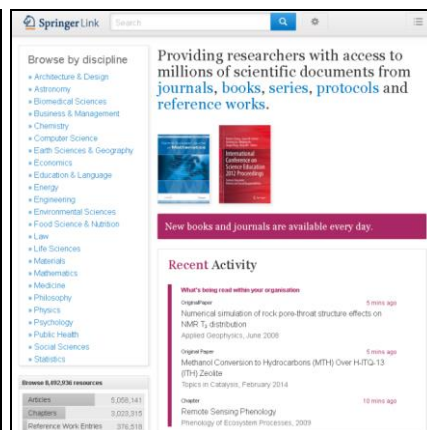 Springer Link
Search
Browse by discipline
» Architecture & Design
» Astronomy
» Biomedical Sciences
» Business & Management
» Chemistry
» Computer Science
» Earth Sciences & Geography
» Economics
» Education & Language
» Energy
» Engineering
» Environmental Sciences
» Food Science & Nutrition
» Law
» Life Sciences
» Materials
» Mathematics
» Medicine
» Philosophy
» Physics
» Psychology
» Public Health
» Social Sciences
» Statistics
Browse 8,492,936 resources
Articles 5,056,141
Chapters 3,023,315
Reference Work Entries 376,518
Providing researchers with access to
millions of scientific documents from
journals, books, series, protocols and
reference works.
Mathematics
International
Conference on
Science Education
2012 Proceedings
New books and journals are available every day.
Recent Activity
What's being read within your organisation
OriginalPaper 5 mins ago
Numerical simulation of rock pore-throat structure effects on
NMR T₂ distribution
Applied Geophysics, June 2008
Original Paper 5 mins ago
Methanol Conversion to Hydrocarbons (MTH) Over H-ITQ-13
(ITH) Zeolite
Topics in Catalysis, February 2014
Chapter 10 mins ago
Remote Sensing Phenology
Phenology of Ecosystem Processes, 2009